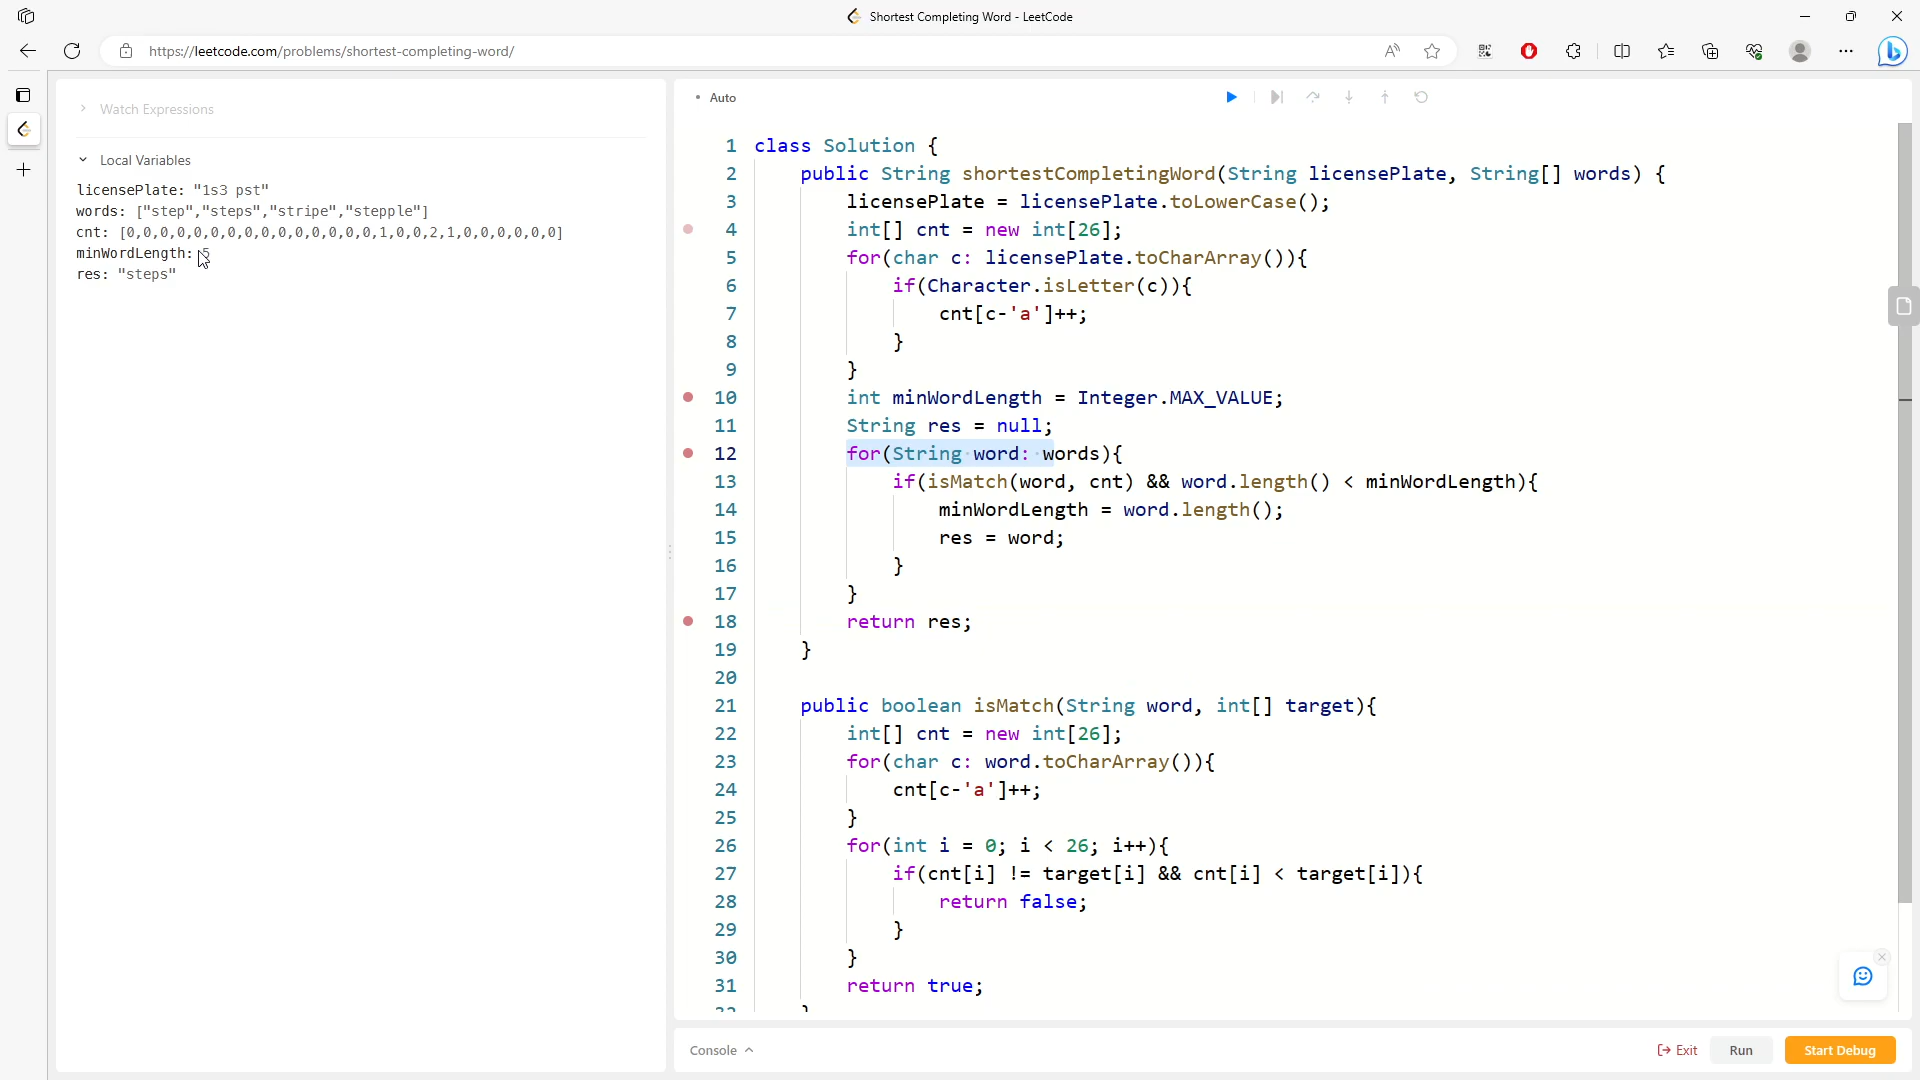 Shortest Completing Word - LeetCode
https://leetcode.com/problems/shortest-completing-word/
Watch Expressions
Local Variables
licensePlate: "1s3 pst"
words: ["step","steps","stripe","stepple"]
cnt: [0,0,0,0,0,0,0,0,0,0,0,0,0,0,0,1,0,0,2,1,0,0,0,0,0,0]
minWordLength: 5
res: "steps"
Auto
1 class Solution {
2 public String shortestCompletingWord(String licensePlate, String[] words) {
3 licensePlate = licensePlate.toLowerCase();
4 int[] cnt = new int[26];
5 for(char c: licensePlate.toCharArray()){
6 if(Character.isLetter(c)){
7 cnt[c-'a']++;
8 }
9 }
10 int minWordLength = Integer.MAX_VALUE;
11 String res = null;
12 for(String word: words){
13 if(isMatch(word, cnt) && word.length() < minWordLength){
14 minWordLength = word.length();
15 res = word;
16 }
17 }
18 return res;
19 }
20
21 public boolean isMatch(String word, int[] target){
22 int[] cnt = new int[26];
23 for(char c: word.toCharArray()){
24 cnt[c-'a']++;
25 }
26 for(int i = 0; i < 26; i++){
27 if(cnt[i] != target[i] && cnt[i] < target[i]){
28 return false;
29 }
30 }
31 return true;
32 }
Console
Exit
Run
Start Debug